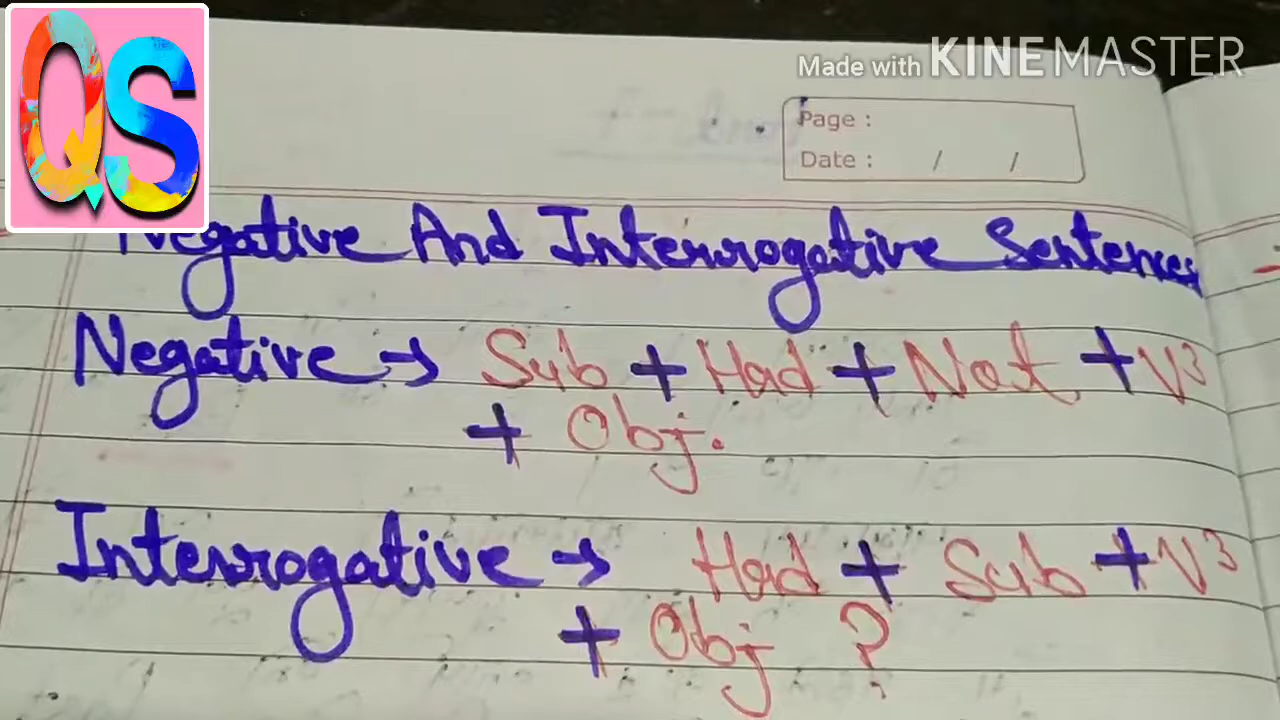 QS
Made with KINEMASTER
Page :
Date : / /
Negative And Interrogative Sentences
Negative → Sub + Had + Not + V³
+ Obj.
Interrogative → Had + Sub + V³
+ Obj ?